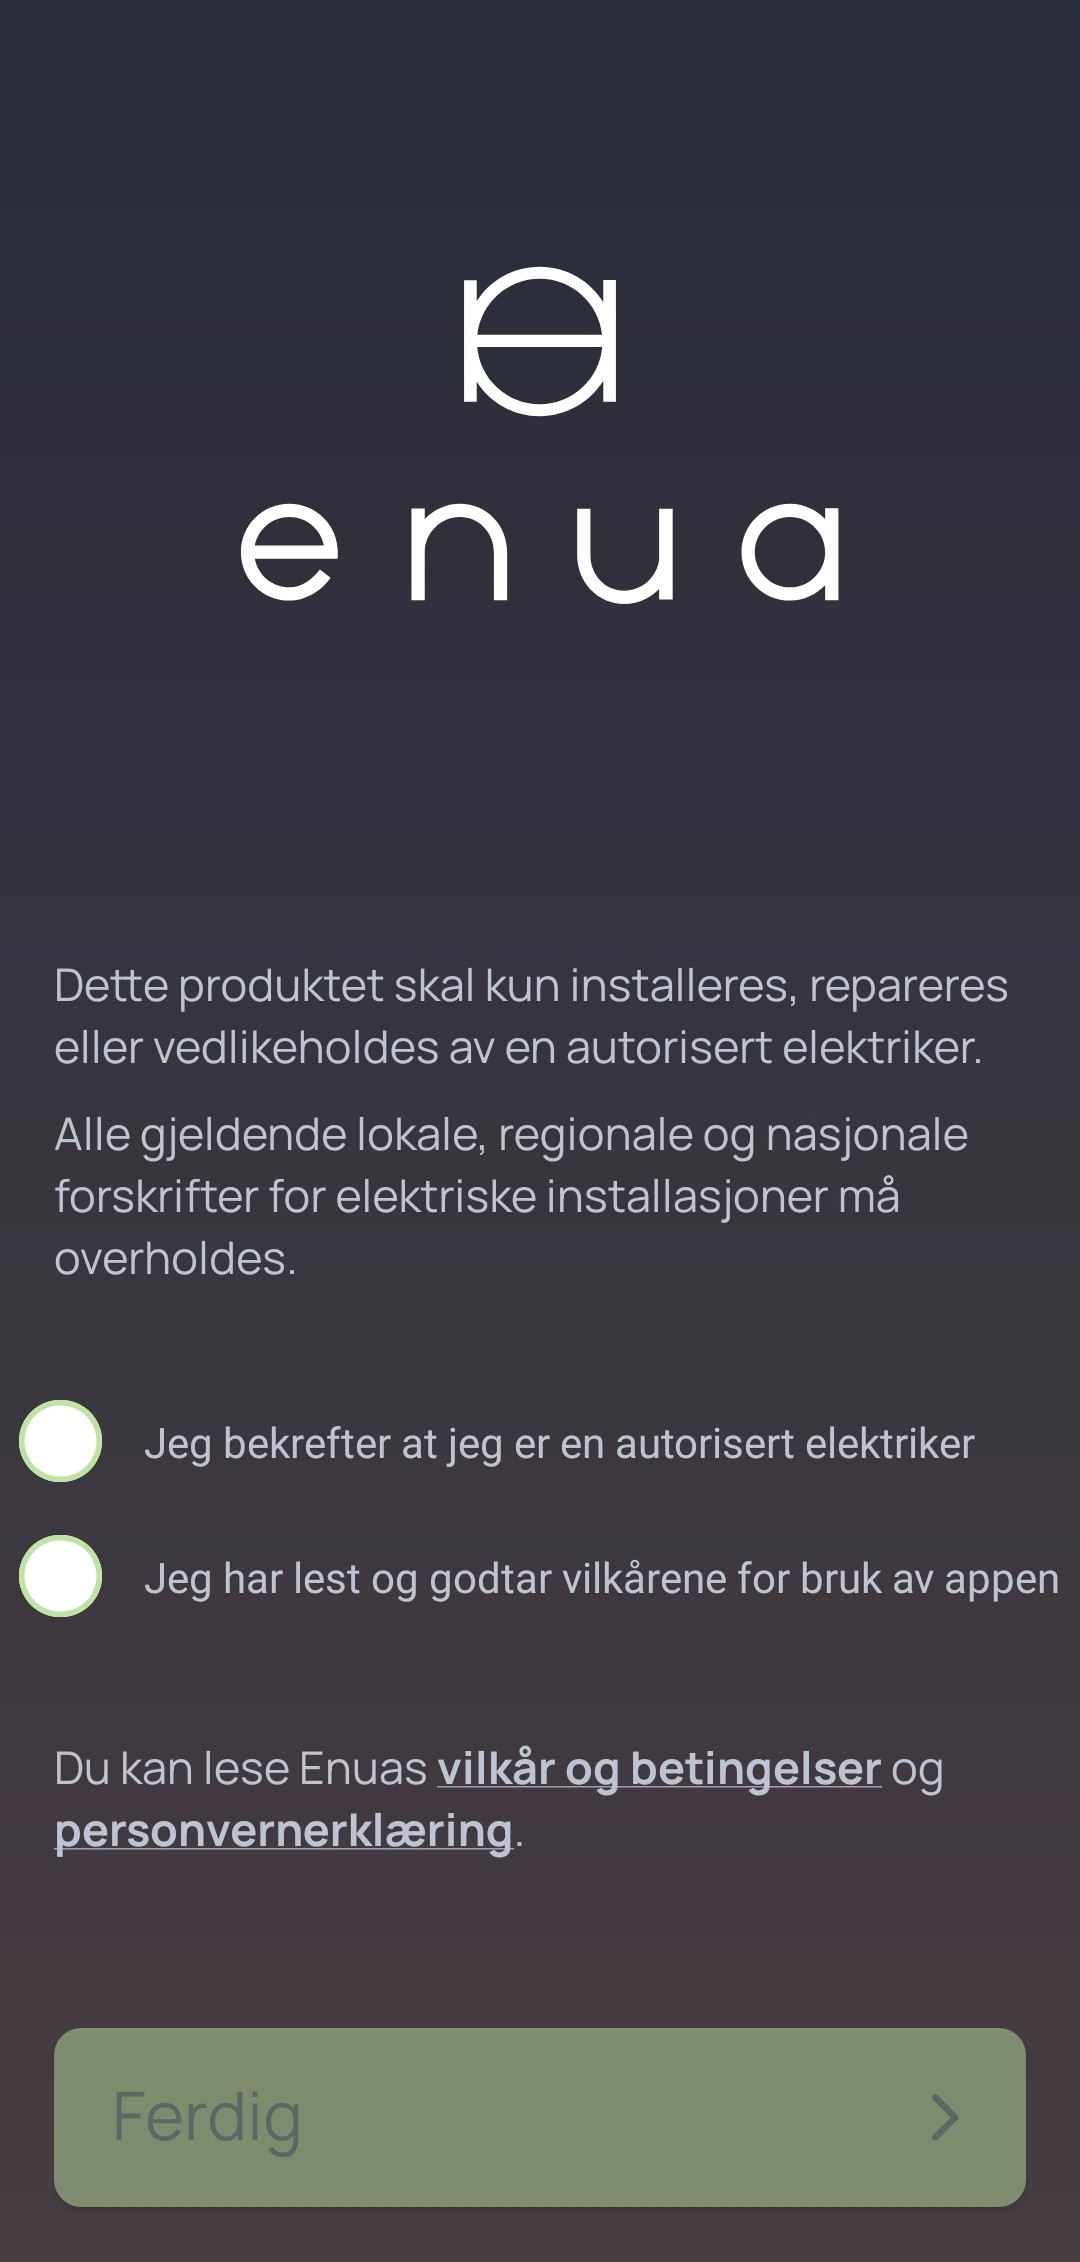 enua
Dette produktet skal kun installeres, repareres
eller vedlikeholdes av en autorisert elektriker.
Alle gjeldende lokale, regionale og nasjonale
forskrifter for elektriske installasjoner må
overholdes.
Jeg bekrefter at jeg er en autorisert elektriker
Jeg har lest og godtar vilkårene for bruk av appen
Du kan lese Enuas vilkår og betingelser og
personvernerklæring.
Ferdig